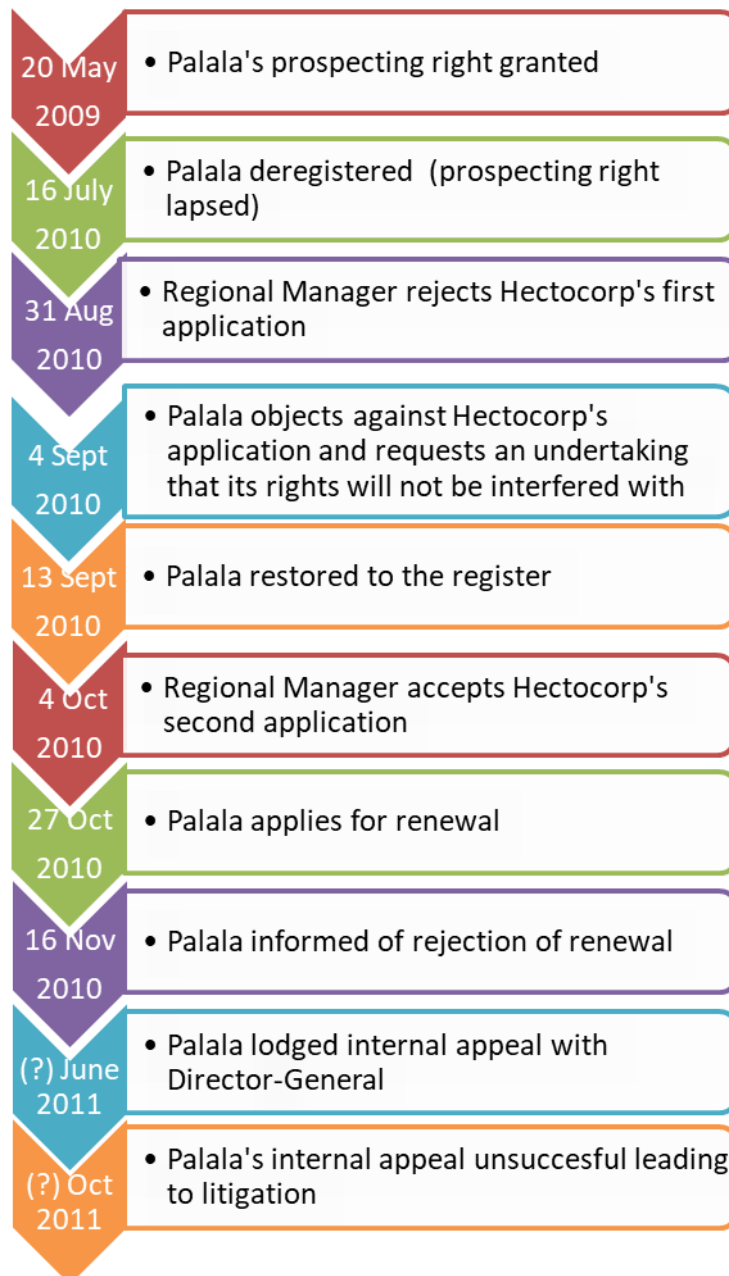 20 May
2009
• Palala's prospecting right granted
16 July
2010
• Palala deregistered (prospecting right
lapsed)
31 Aug
2010
• Regional Manager rejects Hectocorp's first
application
4 Sept
2010
• Palala objects against Hectocorp's
application and requests an undertaking
that its rights will not be interfered with
13 Sept
2010
• Palala restored to the register
4 Oct
2010
• Regional Manager accepts Hectocorp's
second application
27 Oct
2010
• Palala applies for renewal
16 Nov
2010
• Palala informed of rejection of renewal
(?) June
2011
• Palala lodged internal appeal with
Director-General
(?) Oct
2011
• Palala's internal appeal unsuccesful leading
to litigation